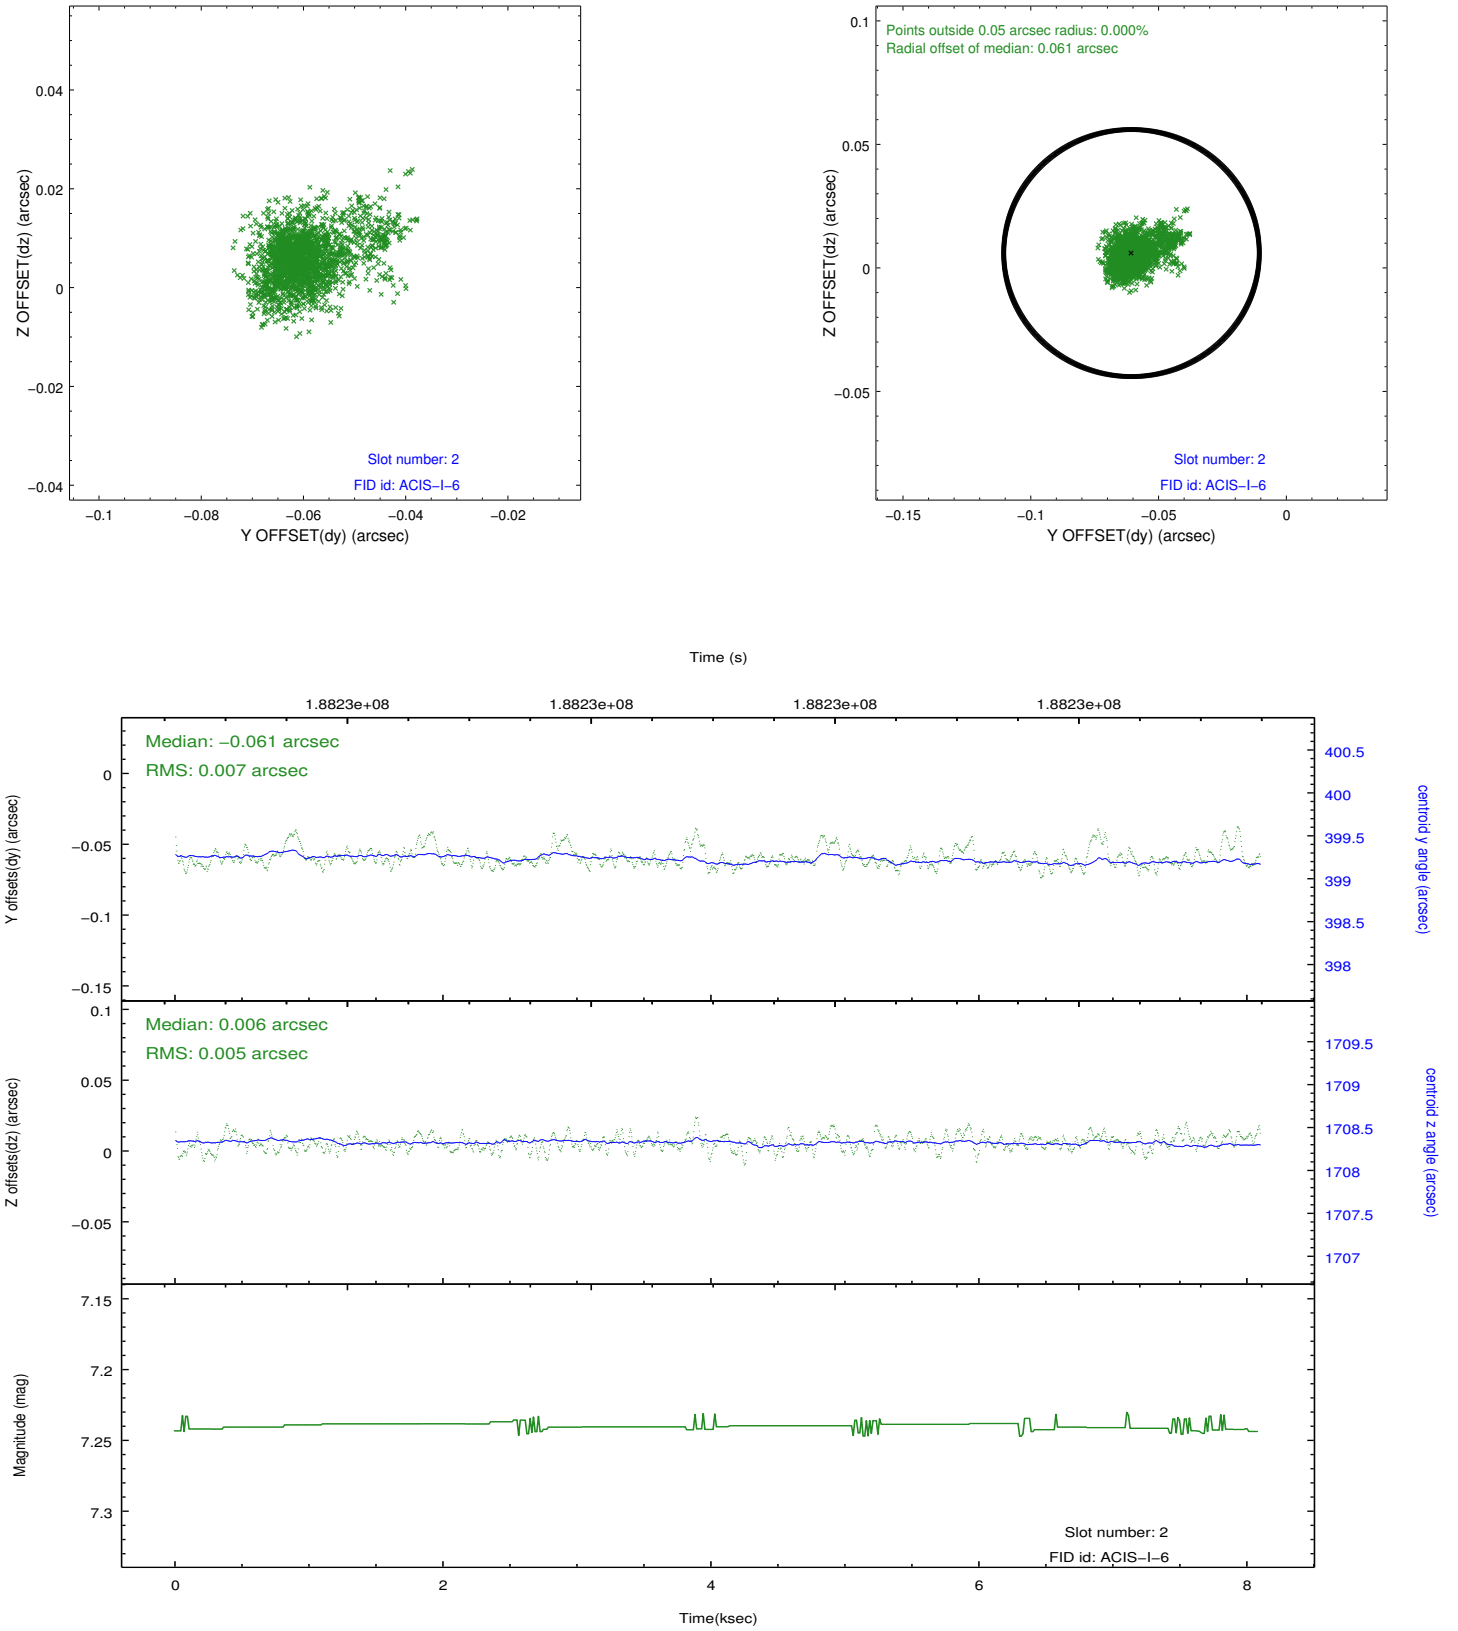 0.04
0.02
0
−0.02
−0.04
Z OFFSET(dz) (arcsec)
Slot number: 2
FID id: ACIS−I−6
−0.1
−0.08
−0.06
−0.04
−0.02
Y OFFSET(dy) (arcsec)
Points outside 0.05 arcsec radius: 0.000%
Radial offset of median: 0.061 arcsec
0.1
0.05
0
−0.05
Z OFFSET(dz) (arcsec)
Slot number: 2
FID id: ACIS−I−6
−0.15
−0.1
−0.05
0
Y OFFSET(dy) (arcsec)
Time (s)
1.8823e+08
1.8823e+08
1.8823e+08
1.8823e+08
Median: −0.061 arcsec
RMS: 0.007 arcsec
0
−0.05
−0.1
−0.15
Y offsets(dy) (arcsec)
400.5
400
399.5
399
398.5
398
centroid y angle (arcsec)
Median: 0.006 arcsec
RMS: 0.005 arcsec
0.1
0.05
0
−0.05
Z offsets(dz) (arcsec)
1709.5
1709
1708.5
1708
1707.5
1707
centroid z angle (arcsec)
7.15
7.2
7.25
7.3
Magnitude (mag)
Slot number: 2
FID id: ACIS−I−6
0
2
4
6
8
Time(ksec)